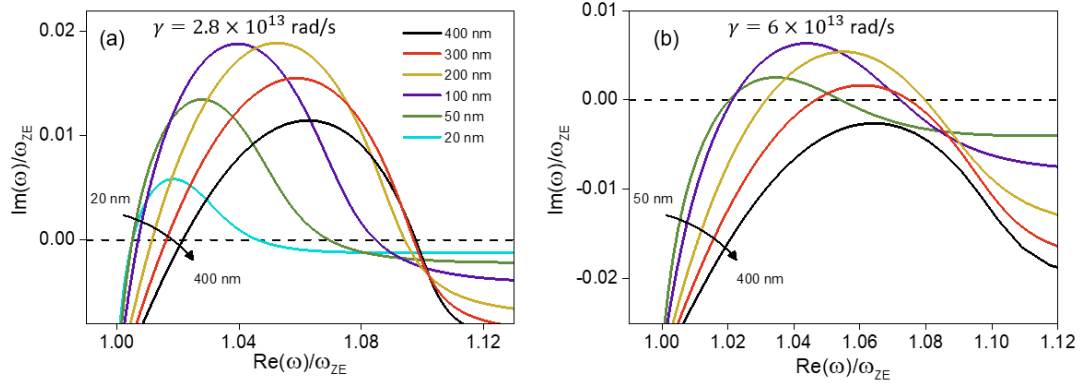 (a)
γ = 2.8 × 10¹³ rad/s
400 nm
300 nm
200 nm
100 nm
50 nm
20 nm
20 nm
400 nm
0.02
0.01
0.00
Im(ω)/ω_ZE
1.00
1.04
1.08
1.12
Re(ω)/ω_ZE
(b)
γ = 6 × 10¹³ rad/s
50 nm
400 nm
0.01
0.00
-0.01
-0.02
Im(ω)/ω_ZE
1.00
1.02
1.04
1.06
1.08
1.10
1.12
Re(ω)/ω_ZE